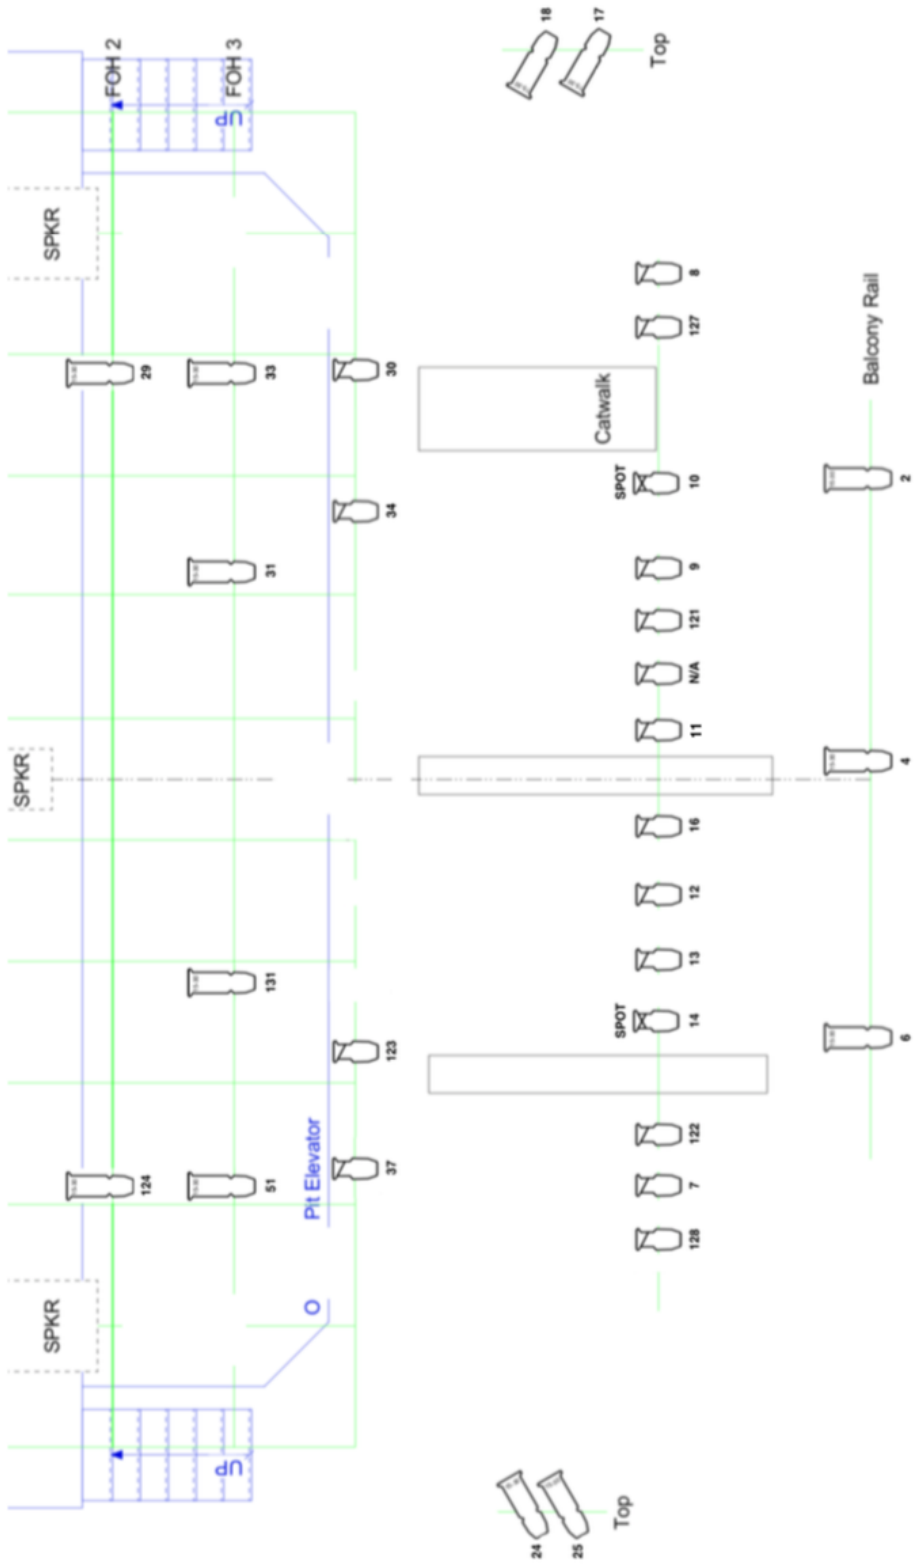 18
17
Top
FOH 2
FOH 3
UP
SPKR
8
127
29
33
30
Catwalk
Balcony Rail
SPOT
10
2
34
31
9
121
N/A
11
SPKR
4
16
12
13
131
SPOT
14
6
123
122
Pit Elevator
37
124
51
7
128
SPKR
O
UP
24
25
Top